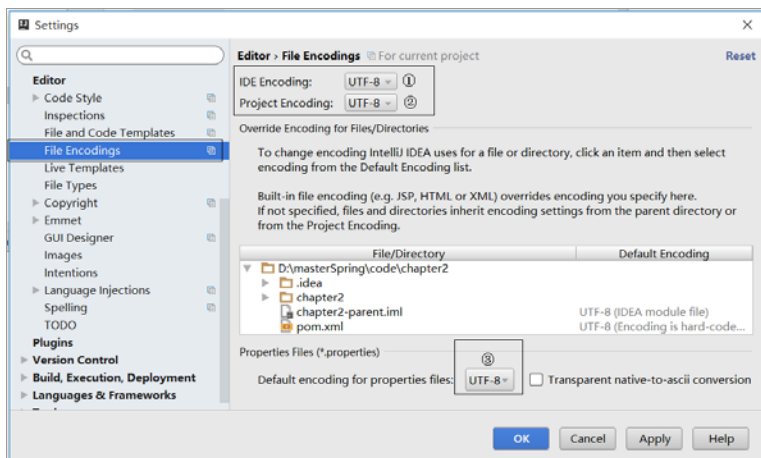 Settings
Editor › File Encodings For current project Reset
Editor
Code Style
Inspections
File and Code Templates
File Encodings
Live Templates
File Types
Copyright
Emmet
GUI Designer
Images
Intentions
Language Injections
Spelling
TODO
Plugins
Version Control
Build, Execution, Deployment
Languages & Frameworks
IDE Encoding: UTF-8 ①
Project Encoding: UTF-8 ②
Override Encoding for Files/Directories
To change encoding IntelliJ IDEA uses for a file or directory, click an item and then select
encoding from the Default Encoding list.
Built-in file encoding (e.g. JSP, HTML or XML) overrides encoding you specify here.
If not specified, files and directories inherit encoding settings from the parent directory or
from the Project Encoding.
File/Directory Default Encoding
D:\masterSpring\code\chapter2
.idea
chapter2
chapter2-parent.iml UTF-8 (IDEA module file)
pom.xml UTF-8 (Encoding is hard-code...
Properties Files (*.properties)
③
Default encoding for properties files: UTF-8 Transparent native-to-ascii conversion
OK Cancel Apply Help